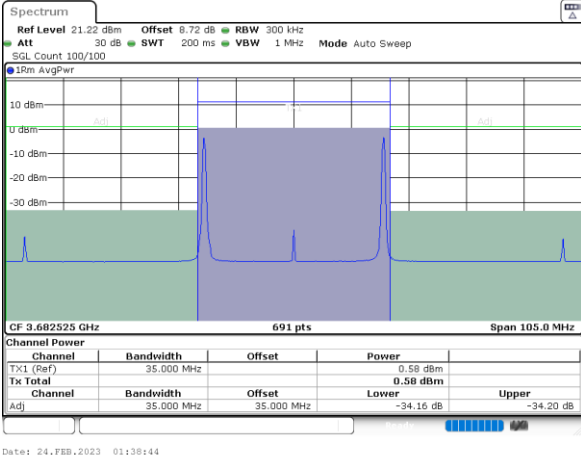 Spectrum
Ref Level 21.22 dBm Offset 8.72 dB RBW 300 kHz
Att 30 dB SWT 200 ms VBW 1 MHz Mode Auto Sweep
SGL Count 100/100
1Rm AvgPwr
10 dBm
Adj Adj
0 dBm
-10 dBm
-20 dBm
-30 dBm
CF 3.682525 GHz 691 pts Span 105.0 MHz
Channel Power
Channel Bandwidth Offset Power
TX1 (Ref) 35.000 MHz 0.58 dBm
Tx Total 0.58 dBm
Channel Bandwidth Offset Lower Upper
Adj 35.000 MHz 35.000 MHz -34.16 dB -34.20 dB
Ready
Date: 24.FEB.2023 01:38:44